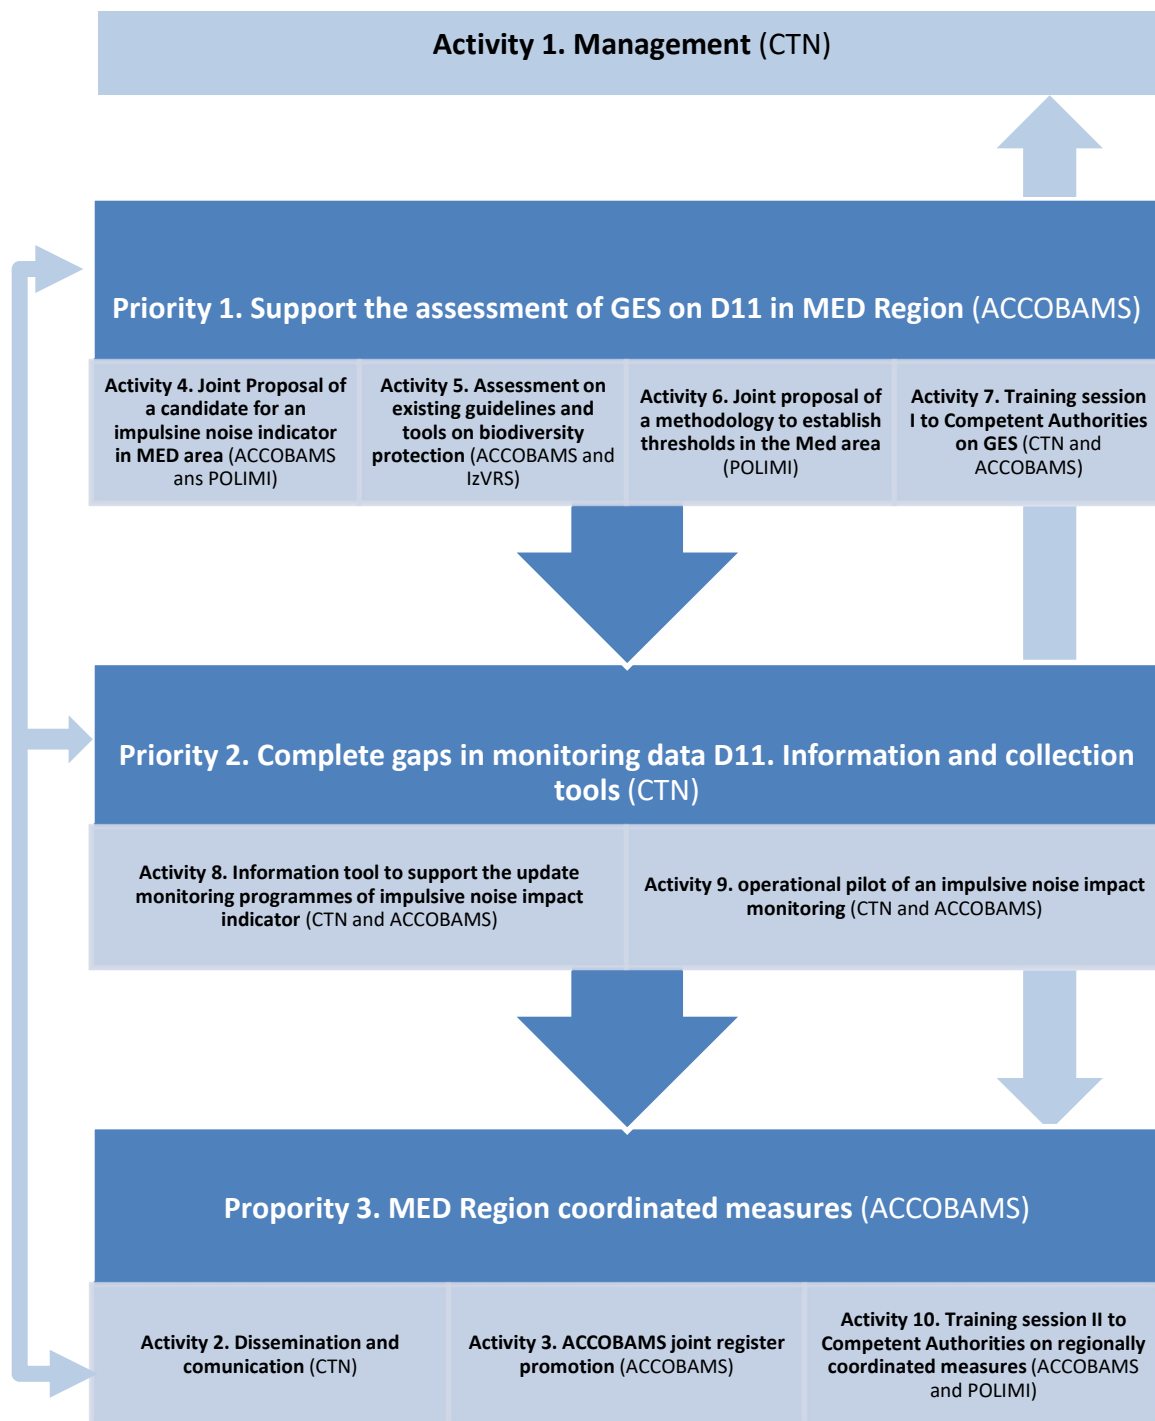 Activity 1. Management (CTN)
Priority 1. Support the assessment of GES on D11 in MED Region (ACCOBAMS)
Activity 4. Joint Proposal of
a candidate for an
impulsine noise indicator
in MED area (ACCOBAMS
ans POLIMI)
Activity 5. Assessment on
existing guidelines and
tools on biodiversity
protection (ACCOBAMS and
IzVRS)
Activity 6. Joint proposal of
a methodology to establish
thresholds in the Med area
(POLIMI)
Activity 7. Training session
I to Competent Authorities
on GES (CTN and
ACCOBAMS)
Priority 2. Complete gaps in monitoring data D11. Information and collection
tools (CTN)
Activity 8. Information tool to support the update
monitoring programmes of impulsive noise impact
indicator (CTN and ACCOBAMS)
Activity 9. operational pilot of an impulsive noise impact
monitoring (CTN and ACCOBAMS)
Propority 3. MED Region coordinated measures (ACCOBAMS)
Activity 2. Dissemination and
comunication (CTN)
Activity 3. ACCOBAMS joint register
promotion (ACCOBAMS)
Activity 10. Training session II to
Competent Authorities on regionally
coordinated measures (ACCOBAMS
and POLIMI)